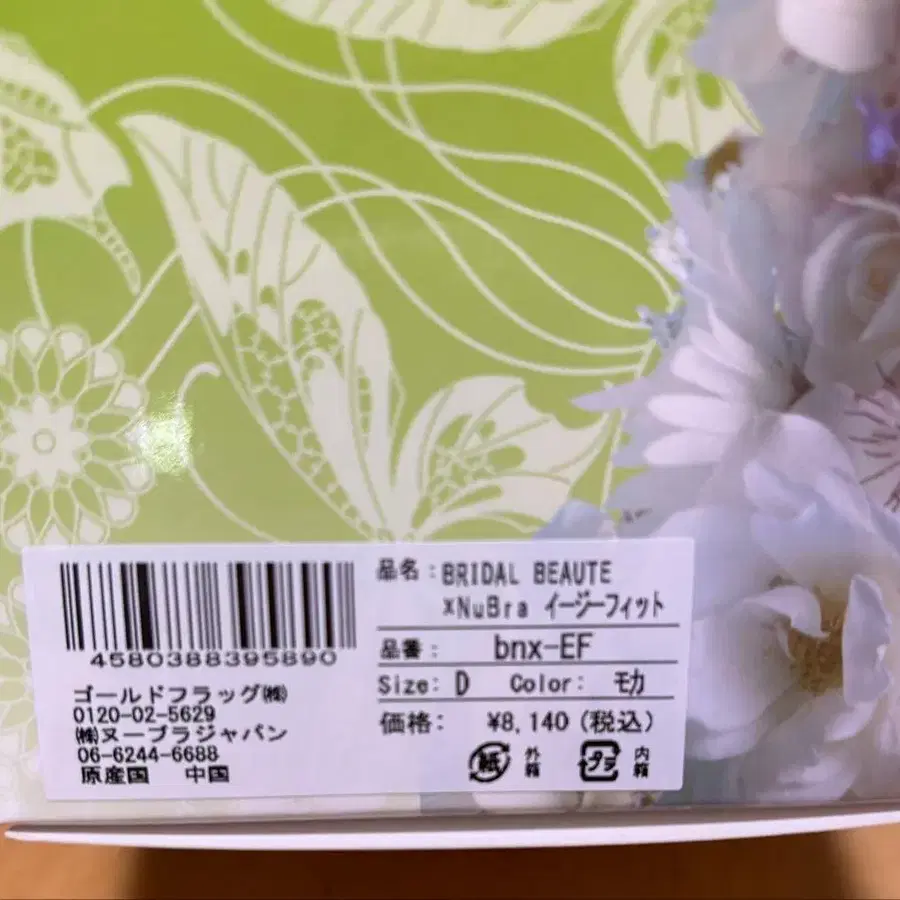 4580388395890
ゴールドフラッグ㈱
0120-02-5629
㈱ヌーブラジャパン
06-6244-6688
原産国 中国
品名：BRIDAL BEAUTE
×NuBra イージーフィット
品番： bnx-EF
Size: D Color: モカ
価格： ¥8,140(税込)
紙 外箱 プラ 内箱